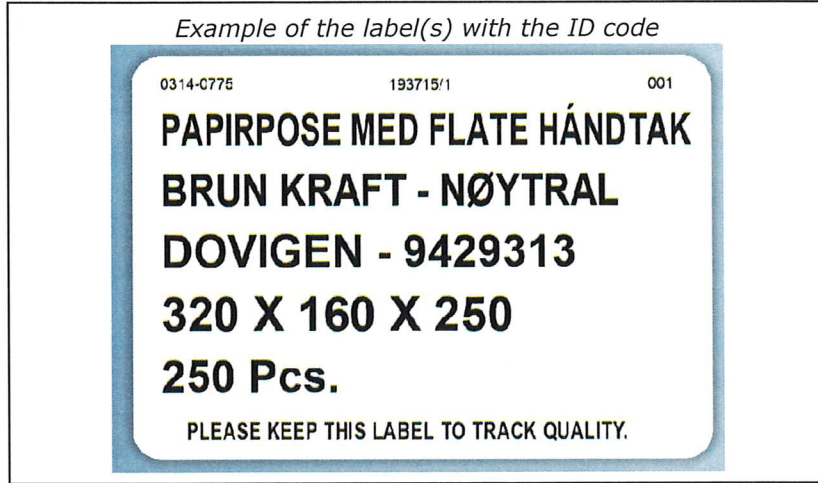 Example of the label(s) with the ID code
0314-0775 193715/1 001
PAPIRPOSE MED FLATE HÁNDTAK
BRUN KRAFT - NØYTRAL
DOVIGEN - 9429313
320 X 160 X 250
250 Pcs.
PLEASE KEEP THIS LABEL TO TRACK QUALITY.